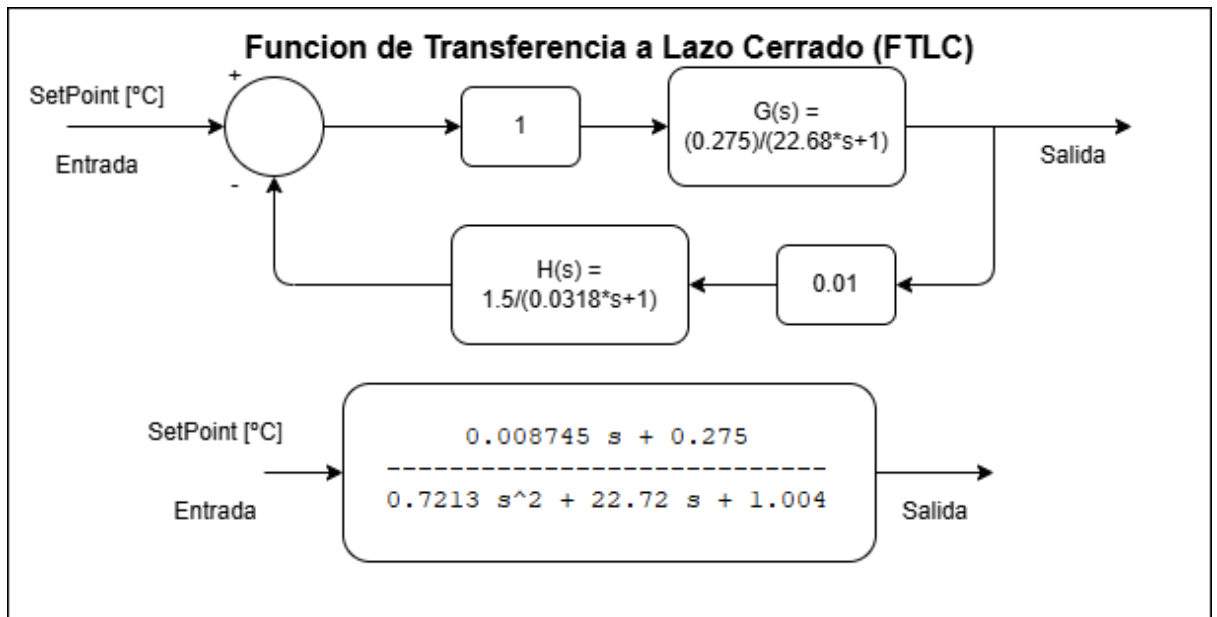 Funcion de Transferencia a Lazo Cerrado (FTLC)
+
SetPoint [ºC]
Entrada
-
1
G(s) =
(0.275)/(22.68*s+1)
Salida
H(s) =
1.5/(0.0318*s+1)
0.01
SetPoint [ºC]
Entrada
0.008745 s + 0.275
----------------------------
0.7213 s^2 + 22.72 s + 1.004
Salida